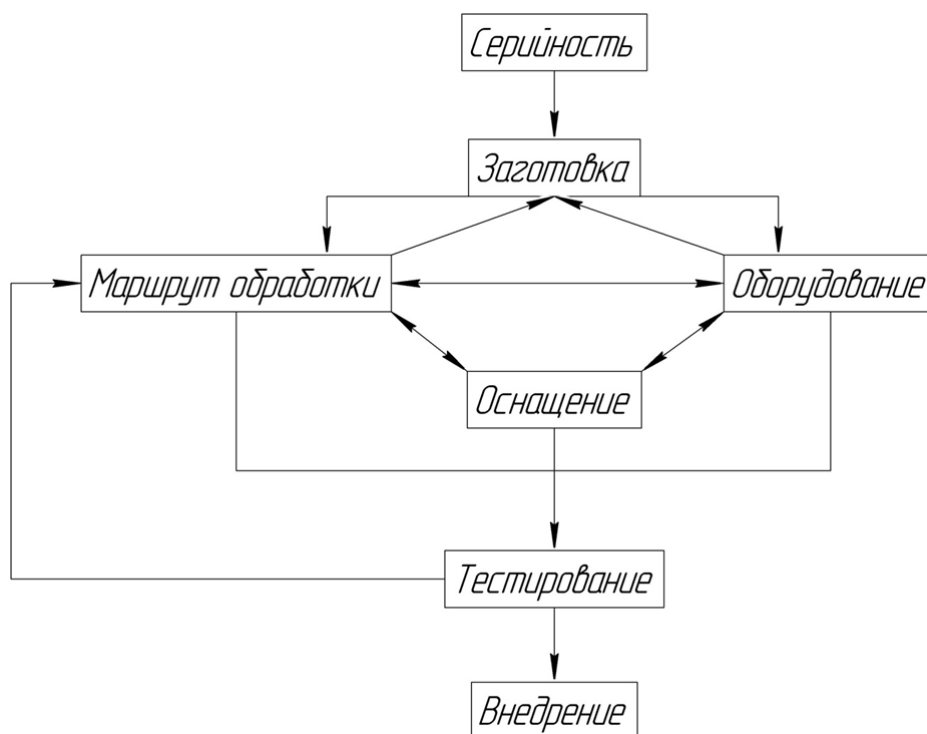 Серийность
Заготовка
Маршрут обработки
Оборудование
Оснащение
Тестирование
Внедрение